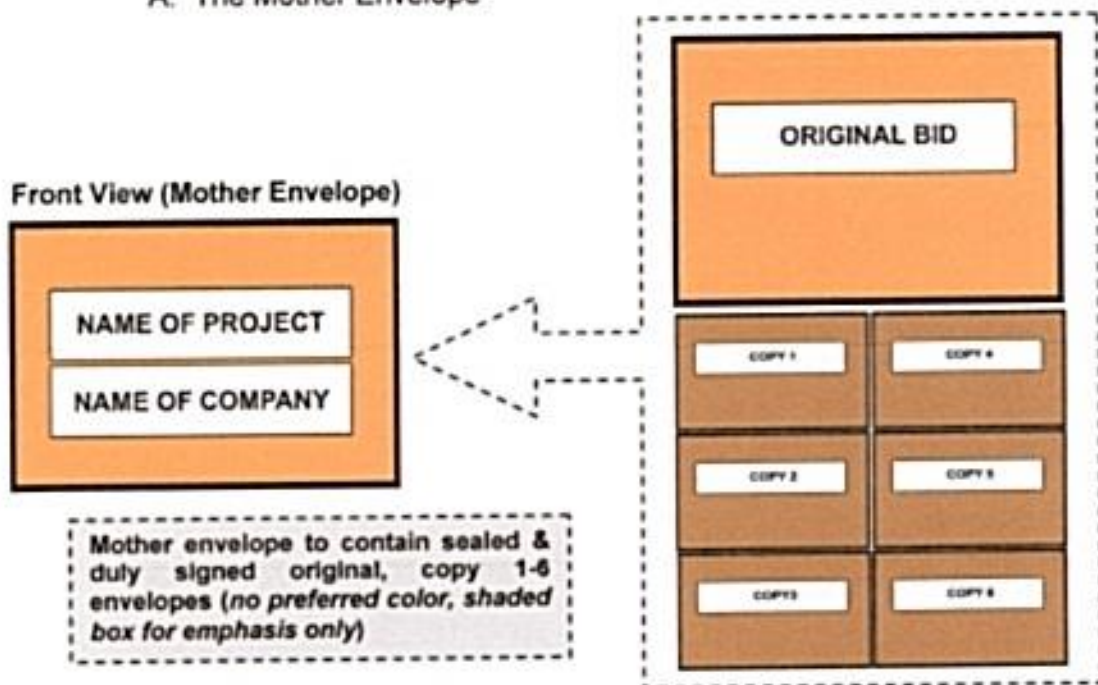 A. The Mother Envelope
ORIGINAL BID
Front View (Mother Envelope)
NAME OF PROJECT
NAME OF COMPANY
COPY 1
COPY 4
COPY 2
COPY 5
COPY3
COPY 6
Mother envelope to contain sealed &
duly signed original, copy 1-6
envelopes (no preferred color, shaded
box for emphasis only)